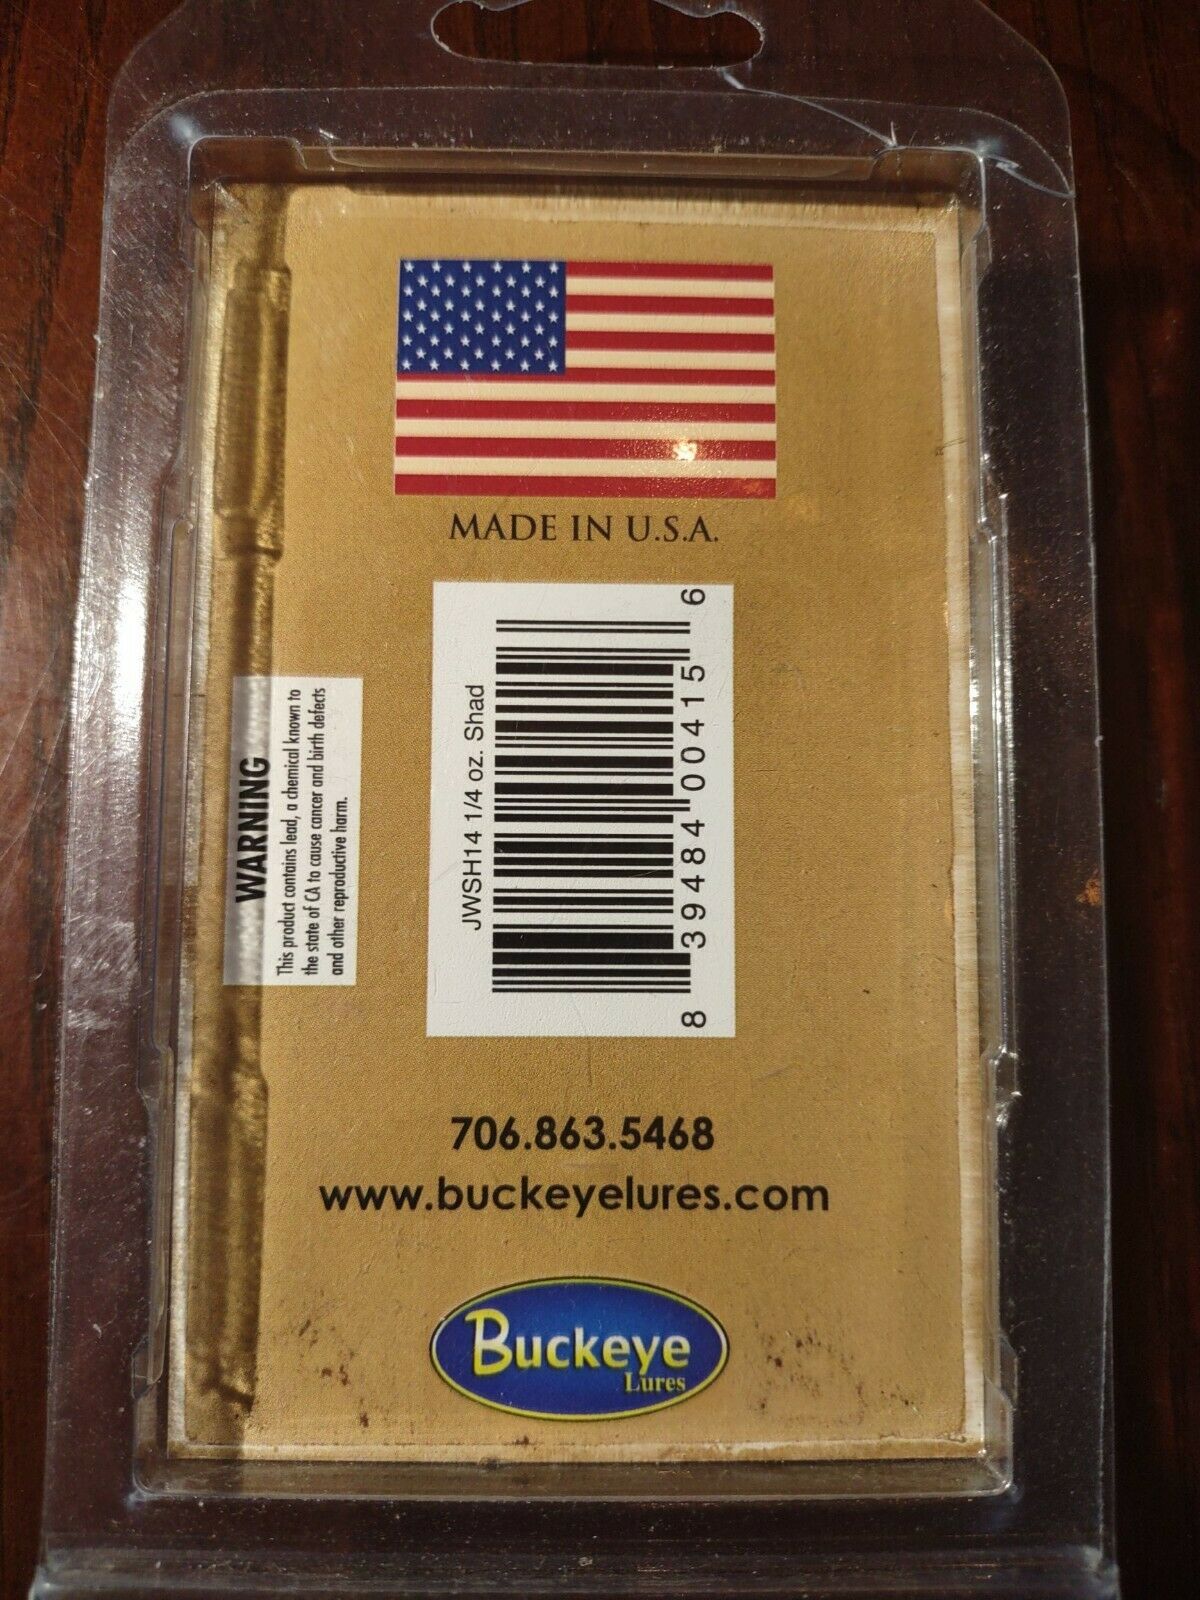 MADE IN U.S.A.
WARNING
This product contains lead, a chemical known to
the state of CA to cause cancer and birth defects
and other reproductive harm.
JWSH14 1/4 oz. Shad
8 39484 00415 6
706.863.5468
www.buckeyelures.com
Buckeye
Lures